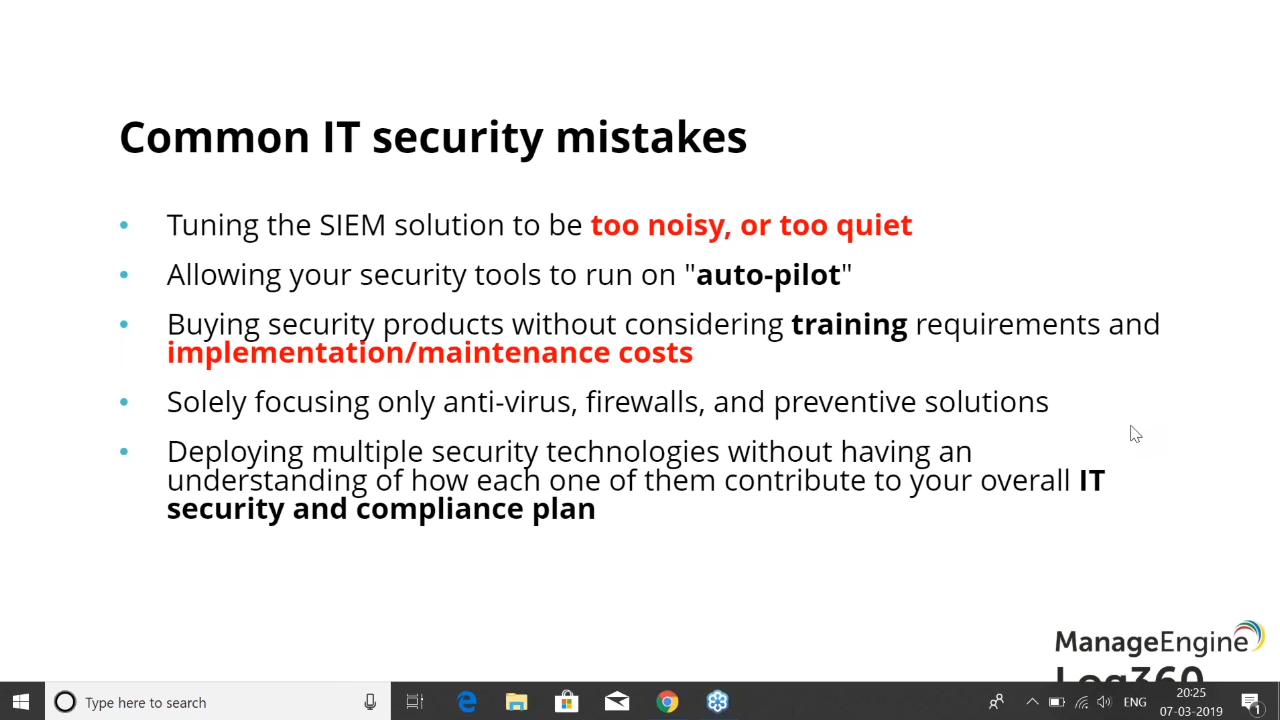 Common IT security mistakes
• Tuning the SIEM solution to be too noisy, or too quiet
• Allowing your security tools to run on "auto-pilot"
• Buying security products without considering training requirements and
implementation/maintenance costs
• Solely focusing only anti-virus, firewalls, and preventive solutions
• Deploying multiple security technologies without having an
understanding of how each one of them contribute to your overall IT
security and compliance plan
ManageEngine
Log360
Type here to search
ENG
20:25
07-03-2019
1